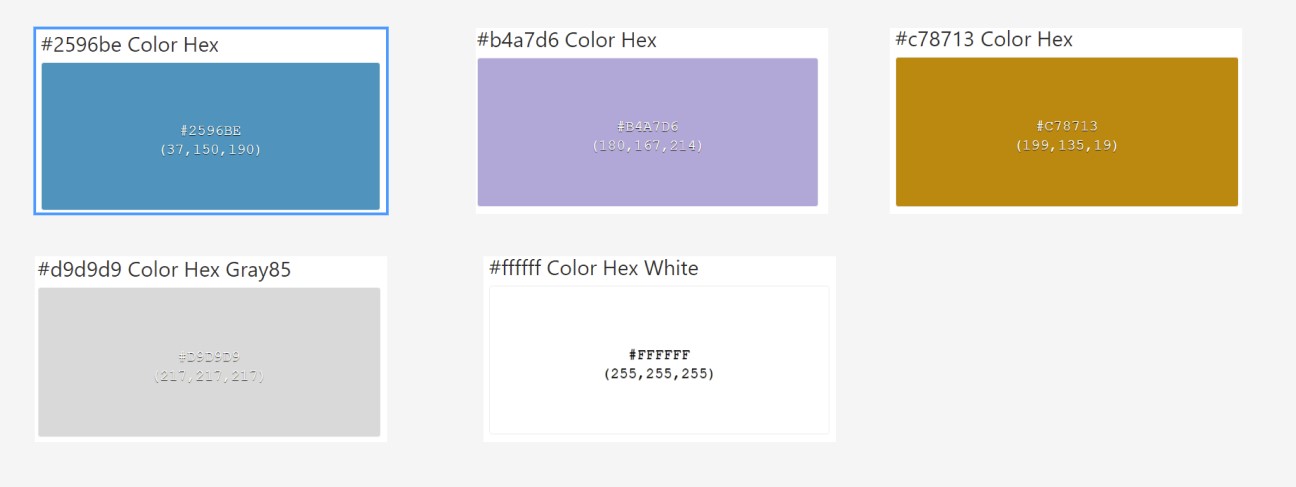 #2596be Color Hex
#2596BE
(37,150,190)
#b4a7d6 Color Hex
#B4A7D6
(180,167,214)
#c78713 Color Hex
#C78713
(199,135,19)
#d9d9d9 Color Hex Gray85
#D9D9D9
(217,217,217)
#ffffff Color Hex White
#FFFFFF
(255,255,255)